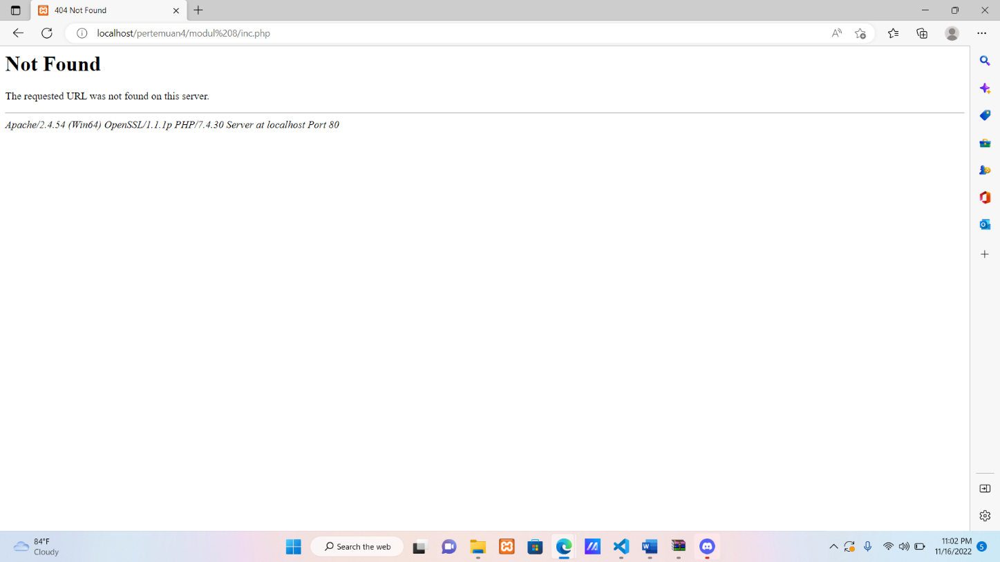 404 Not Found
localhost/pertemuan4/modul%208/inc.php
Not Found
The requested URL was not found on this server.
Apache/2.4.54 (Win64) OpenSSL/1.1.1p PHP/7.4.30 Server at localhost Port 80
84°F
Cloudy
Search the web
11:02 PM
11/16/2022
5